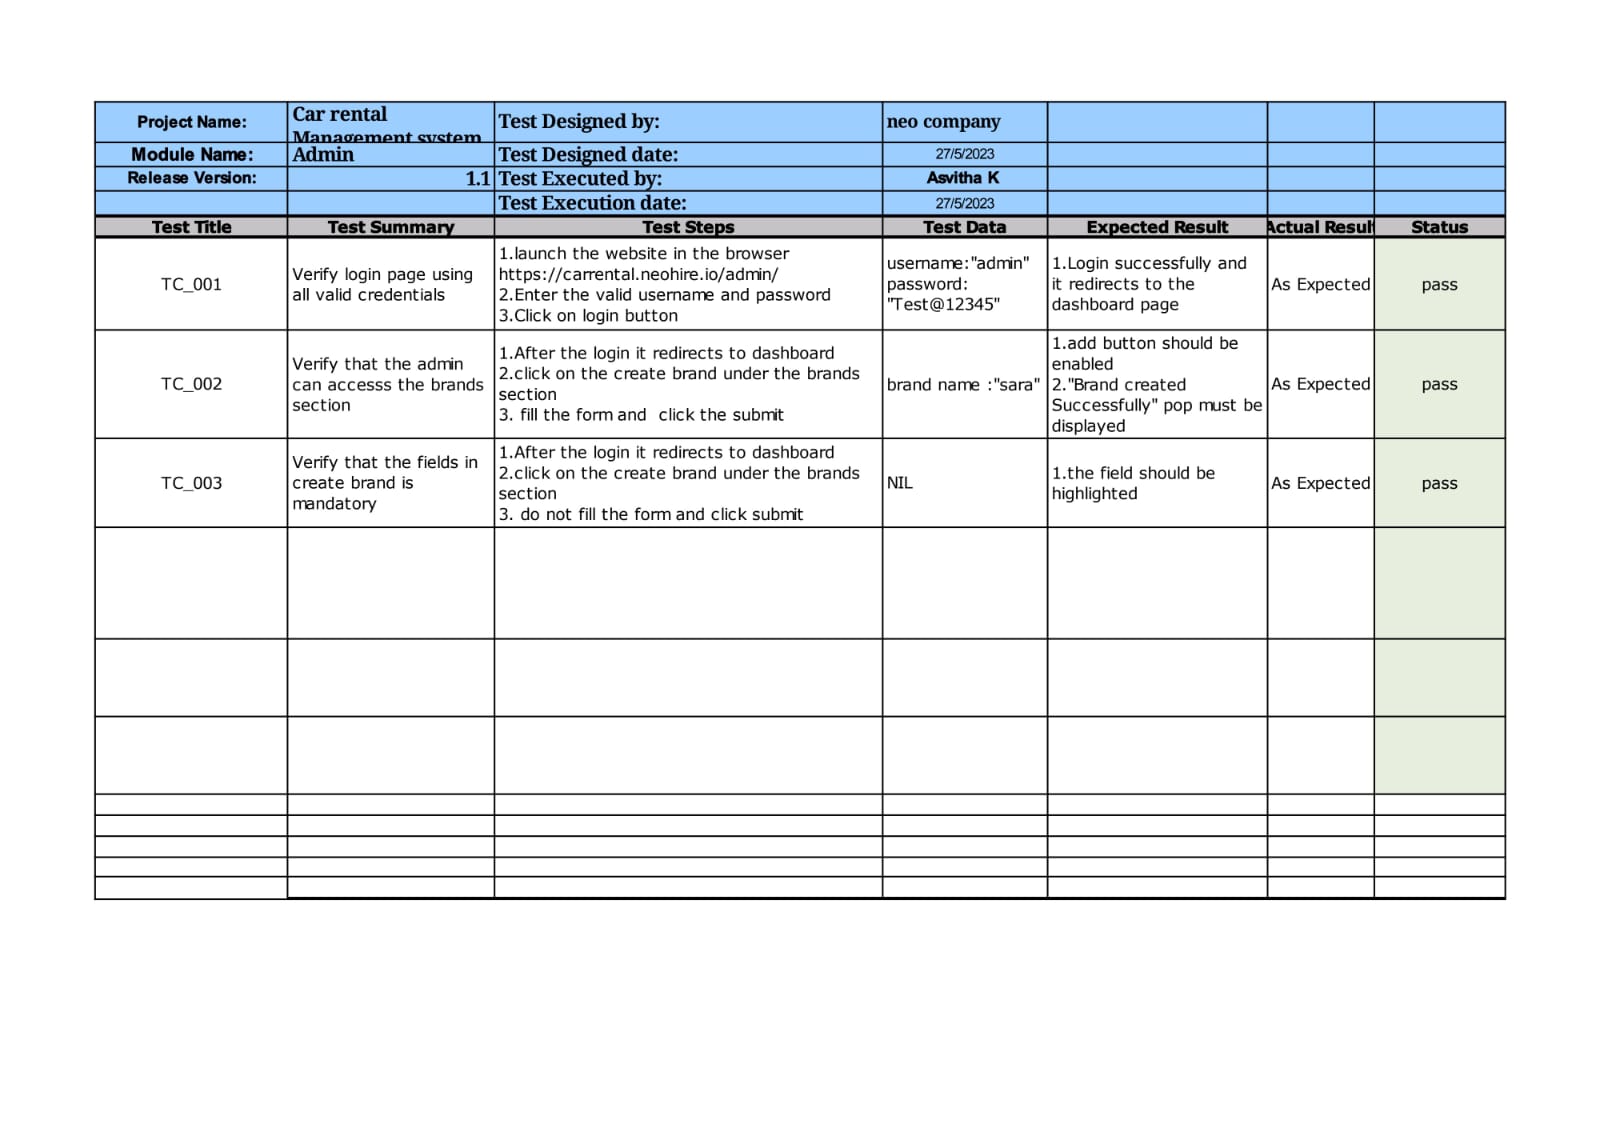 Project Name: Car rental Test Designed by: neo company
Management system
Module Name: Admin Test Designed date: 27/5/2023
Release Version: 1.1 Test Executed by: Asvitha K
Test Execution date: 27/5/2023
Test Title Test Summary Test Steps Test Data Expected Result Actual Result Status
TC_001
Verify login page using
all valid credentials
1.launch the website in the browser
https://carrental.neohire.io/admin/
2.Enter the valid username and password
3.Click on login button
username:"admin"
password:
"Test@12345"
1.Login successfully and
it redirects to the
dashboard page
As Expected
pass
TC_002
Verify that the admin
can accesss the brands
section
1.After the login it redirects to dashboard
2.click on the create brand under the brands
section
3. fill the form and  click the submit
brand name :"sara"
1.add button should be
enabled
2."Brand created
Successfully" pop must be
displayed
As Expected
pass
TC_003
Verify that the fields in
create brand is
mandatory
1.After the login it redirects to dashboard
2.click on the create brand under the brands
section
3. do not fill the form and click submit
NIL
1.the field should be
highlighted
As Expected
pass